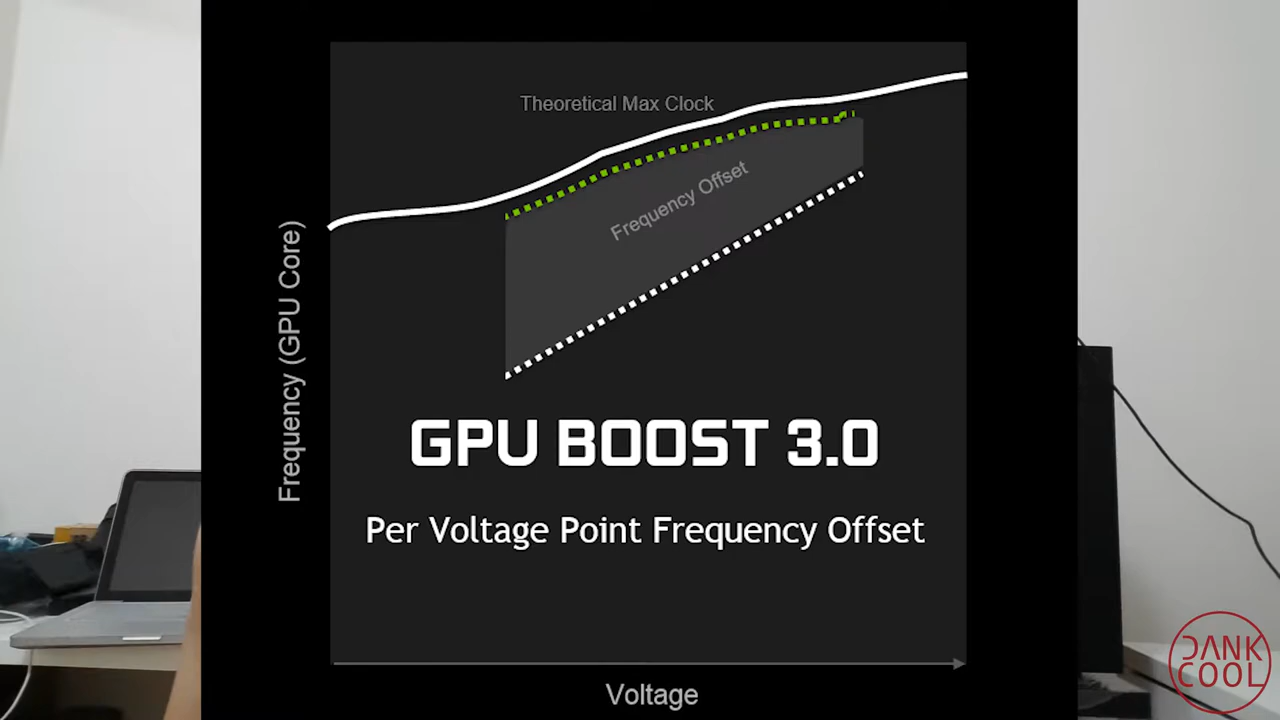 Theoretical Max Clock
Frequency Offset
Frequency (GPU Core)
GPU BOOST 3.0
Per Voltage Point Frequency Offset
Voltage
DANK
COOL